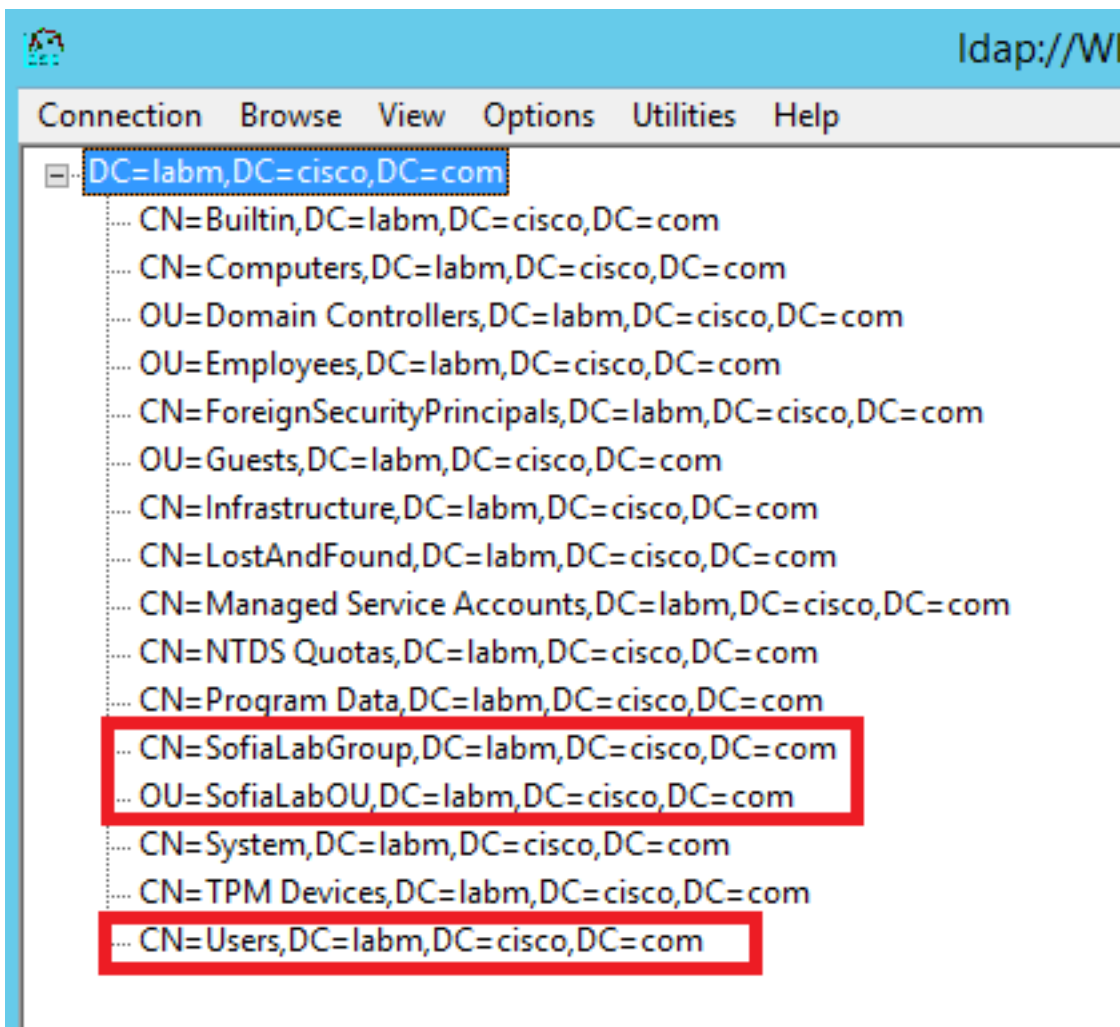 ldap://W
Connection Browse View Options Utilities Help
DC=labm,DC=cisco,DC=com
CN=Builtin,DC=labm,DC=cisco,DC=com
CN=Computers,DC=labm,DC=cisco,DC=com
OU=Domain Controllers,DC=labm,DC=cisco,DC=com
OU=Employees,DC=labm,DC=cisco,DC=com
CN=ForeignSecurityPrincipals,DC=labm,DC=cisco,DC=com
OU=Guests,DC=labm,DC=cisco,DC=com
CN=Infrastructure,DC=labm,DC=cisco,DC=com
CN=LostAndFound,DC=labm,DC=cisco,DC=com
CN=Managed Service Accounts,DC=labm,DC=cisco,DC=com
CN=NTDS Quotas,DC=labm,DC=cisco,DC=com
CN=Program Data,DC=labm,DC=cisco,DC=com
CN=SofiaLabGroup,DC=labm,DC=cisco,DC=com
OU=SofiaLabOU,DC=labm,DC=cisco,DC=com
CN=System,DC=labm,DC=cisco,DC=com
CN=TPM Devices,DC=labm,DC=cisco,DC=com
CN=Users,DC=labm,DC=cisco,DC=com